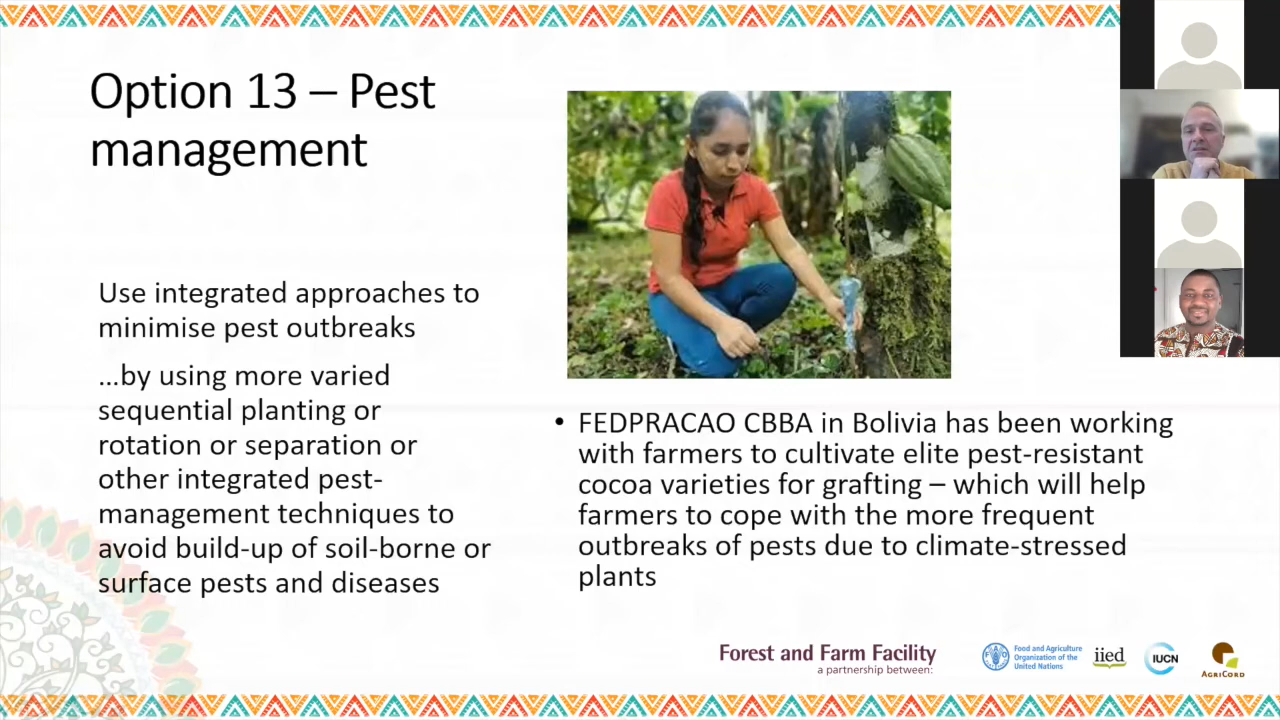 Option 13 – Pest
management
Use integrated approaches to
minimise pest outbreaks
...by using more varied
sequential planting or
rotation or separation or
other integrated pest-
management techniques to
avoid build-up of soil-borne or
surface pests and diseases
• FEDPRACAO CBBA in Bolivia has been working
with farmers to cultivate elite pest-resistant
cocoa varieties for grafting – which will help
farmers to cope with the more frequent
outbreaks of pests due to climate-stressed
plants
Forest and Farm Facility
a partnership between:
Food and Agriculture
Organization of the
United Nations
iied
IUCN
AGRICORD